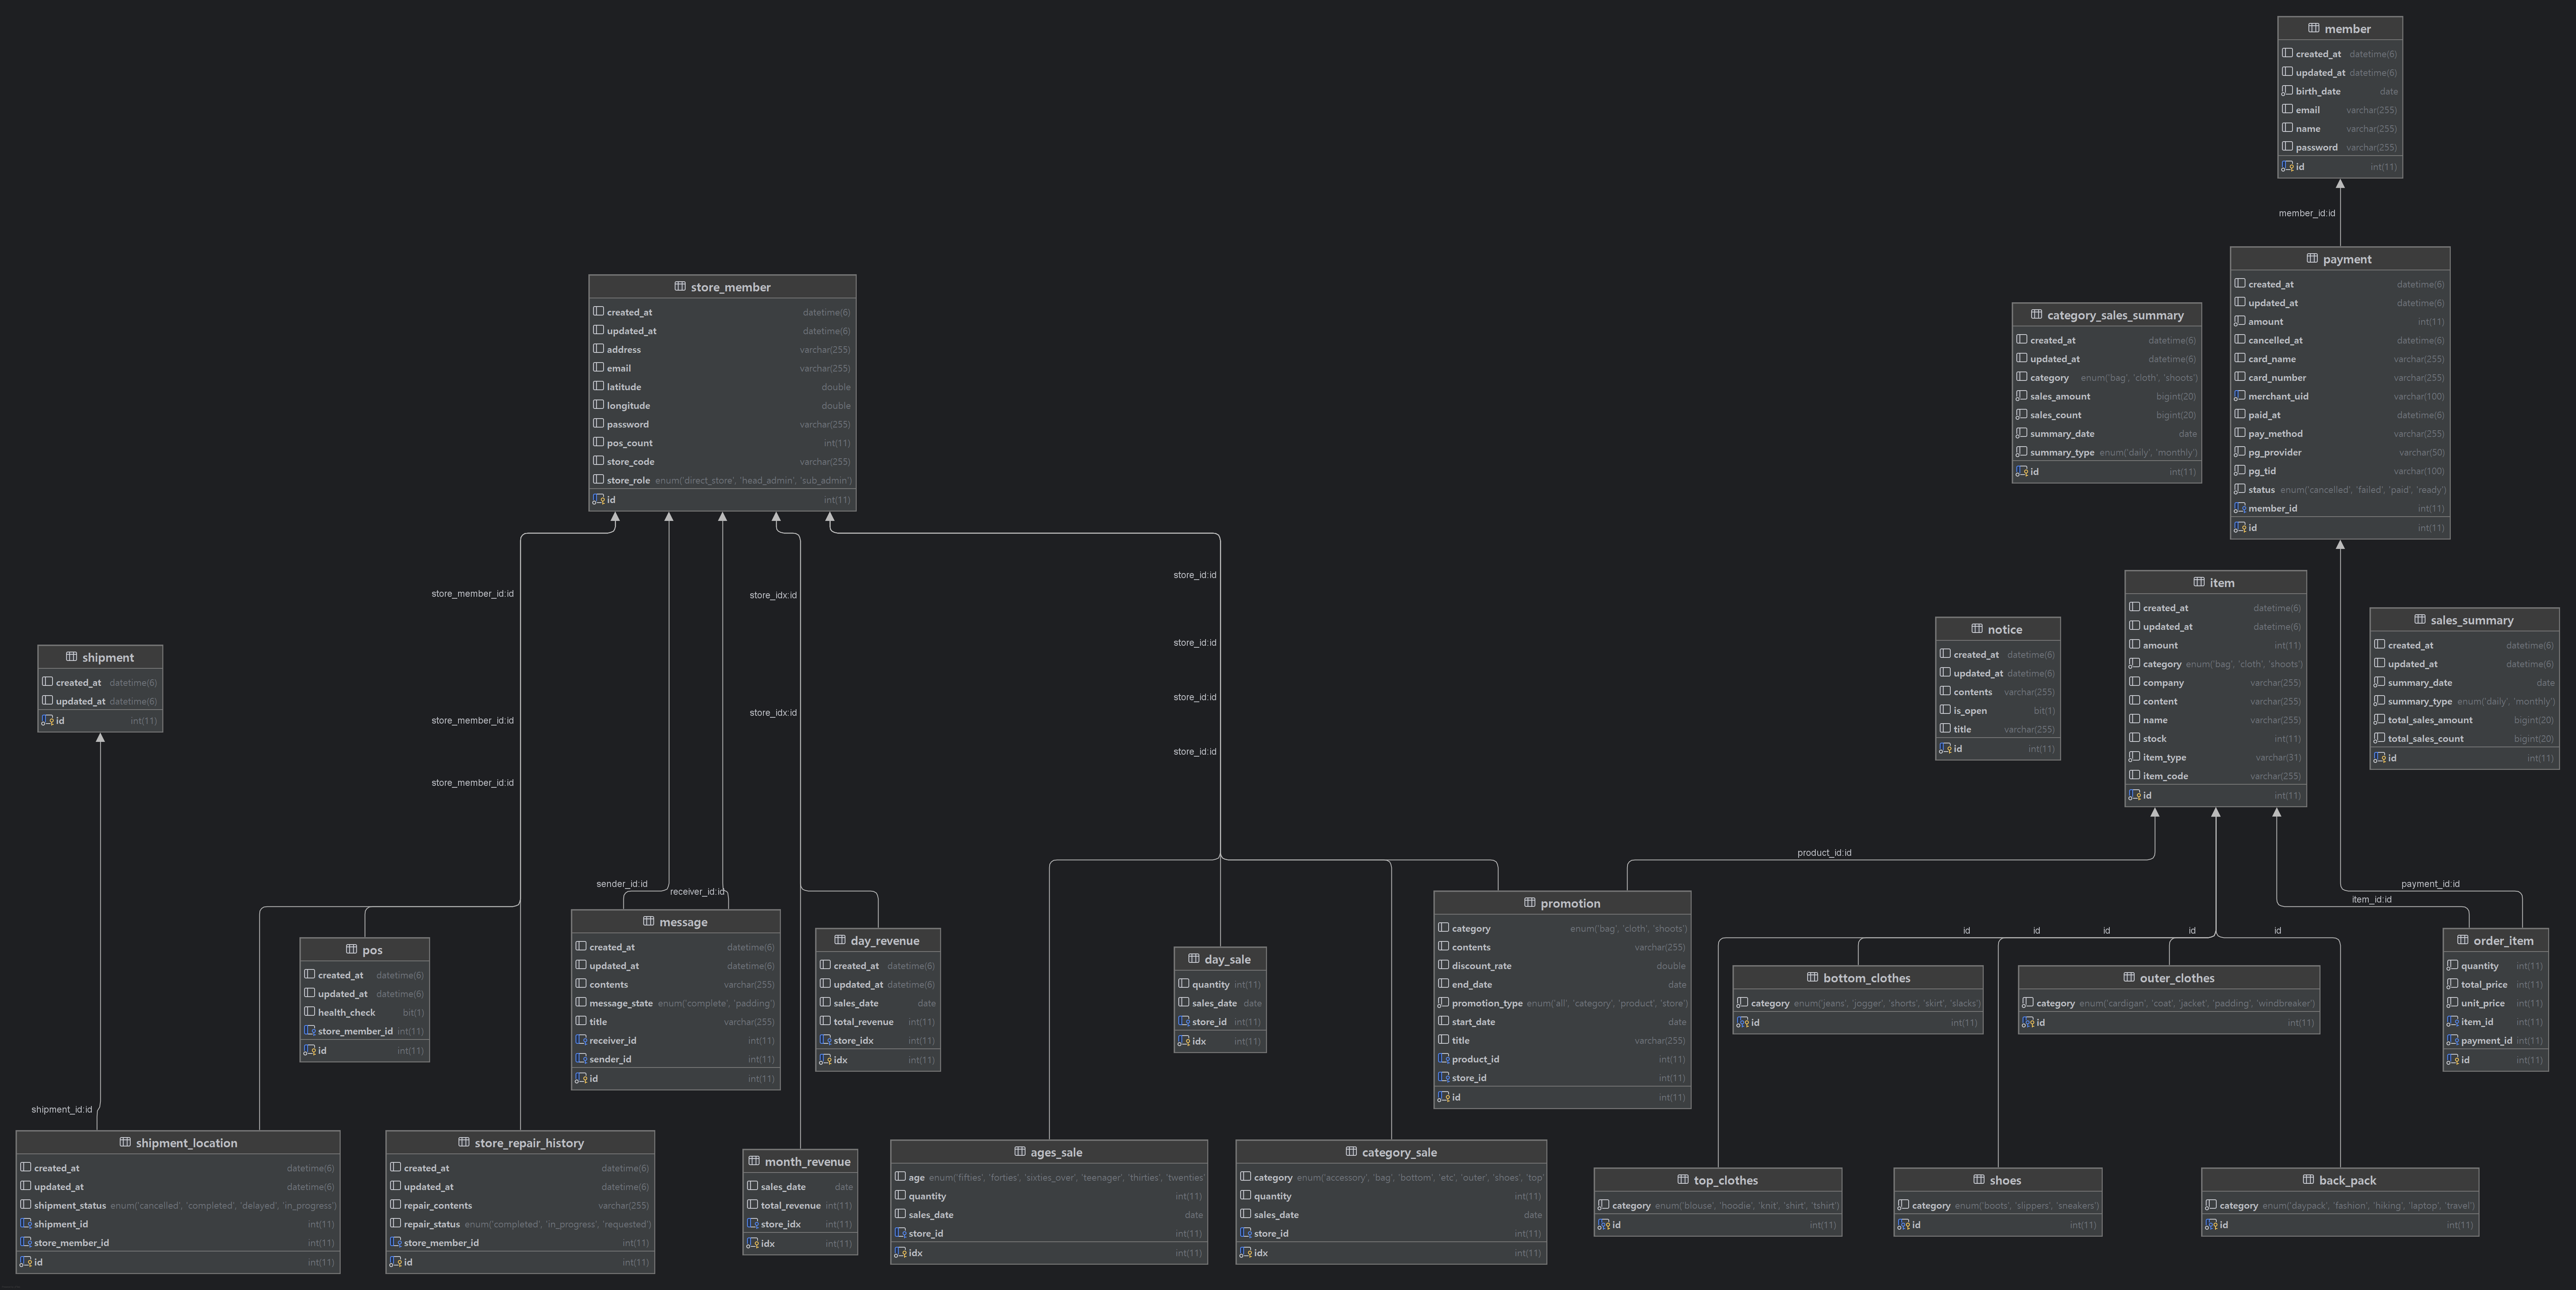 member
created_at datetime(6)
updated_at datetime(6)
birth_date date
email varchar(255)
name varchar(255)
password varchar(255)
id int(11)
member_id:id
payment
created_at datetime(6)
updated_at datetime(6)
amount int(11)
cancelled_at datetime(6)
card_name varchar(255)
card_number varchar(255)
merchant_uid varchar(100)
paid_at datetime(6)
pay_method varchar(255)
pg_provider varchar(50)
pg_tid varchar(100)
status enum('cancelled', 'failed', 'paid', 'ready')
member_id int(11)
id int(11)
store_member
created_at datetime(6)
updated_at datetime(6)
address varchar(255)
email varchar(255)
latitude double
longitude double
password varchar(255)
pos_count int(11)
store_code varchar(255)
store_role enum('direct_store', 'head_admin', 'sub_admin')
id int(11)
category_sales_summary
created_at datetime(6)
updated_at datetime(6)
category enum('bag', 'cloth', 'shoots')
sales_amount bigint(20)
sales_count bigint(20)
summary_date date
summary_type enum('daily', 'monthly')
id int(11)
store_member_id:id
store_member_id:id
store_member_id:id
store_idx:id
store_idx:id
store_id:id
store_id:id
store_id:id
store_id:id
item
created_at datetime(6)
updated_at datetime(6)
amount int(11)
category enum('bag', 'cloth', 'shoots')
company varchar(255)
content varchar(255)
name varchar(255)
stock int(11)
item_type varchar(31)
item_code varchar(255)
id int(11)
notice
created_at datetime(6)
updated_at datetime(6)
contents varchar(255)
is_open bit(1)
title varchar(255)
id int(11)
sales_summary
created_at datetime(6)
updated_at datetime(6)
summary_date date
summary_type enum('daily', 'monthly')
total_sales_amount bigint(20)
total_sales_count bigint(20)
id int(11)
shipment
created_at datetime(6)
updated_at datetime(6)
id int(11)
shipment_id:id
sender_id:id
receiver_id:id
product_id:id
payment_id:id
item_id:id
id
id
id
id
id
pos
created_at datetime(6)
updated_at datetime(6)
health_check bit(1)
store_member_id int(11)
id int(11)
message
created_at datetime(6)
updated_at datetime(6)
contents varchar(255)
message_state enum('complete', 'padding')
title varchar(255)
receiver_id int(11)
sender_id int(11)
id int(11)
day_revenue
created_at datetime(6)
updated_at datetime(6)
sales_date date
total_revenue int(11)
store_idx int(11)
idx int(11)
day_sale
quantity int(11)
sales_date date
store_id int(11)
idx int(11)
promotion
category enum('bag', 'cloth', 'shoots')
contents varchar(255)
discount_rate double
end_date date
promotion_type enum('all', 'category', 'product', 'store')
start_date date
title varchar(255)
product_id int(11)
store_id int(11)
id int(11)
bottom_clothes
category enum('jeans', 'jogger', 'shorts', 'skirt', 'slacks')
id int(11)
outer_clothes
category enum('cardigan', 'coat', 'jacket', 'padding', 'windbreaker')
id int(11)
order_item
quantity int(11)
total_price int(11)
unit_price int(11)
item_id int(11)
payment_id int(11)
id int(11)
shipment_location
created_at datetime(6)
updated_at datetime(6)
shipment_status enum('cancelled', 'completed', 'delayed', 'in_progress')
shipment_id int(11)
store_member_id int(11)
id int(11)
store_repair_history
created_at datetime(6)
updated_at datetime(6)
repair_contents varchar(255)
repair_status enum('completed', 'in_progress', 'requested')
store_member_id int(11)
id int(11)
month_revenue
sales_date date
total_revenue int(11)
store_idx int(11)
idx int(11)
ages_sale
age enum('fifties', 'forties', 'sixties_over', 'teenager', 'thirties', 'twenties'
quantity int(11)
sales_date date
store_id int(11)
idx int(11)
category_sale
category enum('accessory', 'bag', 'bottom', 'etc', 'outer', 'shoes', 'top'
quantity int(11)
sales_date date
store_id int(11)
idx int(11)
top_clothes
category enum('blouse', 'hoodie', 'knit', 'shirt', 'tshirt')
id int(11)
shoes
category enum('boots', 'slippers', 'sneakers')
id int(11)
back_pack
category enum('daypack', 'fashion', 'hiking', 'laptop', 'travel')
id int(11)